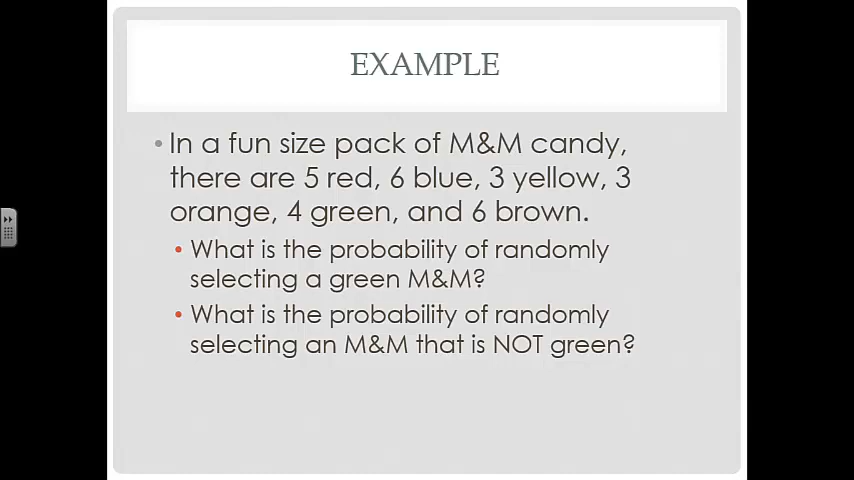 EXAMPLE
• In a fun size pack of M&M candy,
there are 5 red, 6 blue, 3 yellow, 3
orange, 4 green, and 6 brown.
• What is the probability of randomly
selecting a green M&M?
• What is the probability of randomly
selecting an M&M that is NOT green?